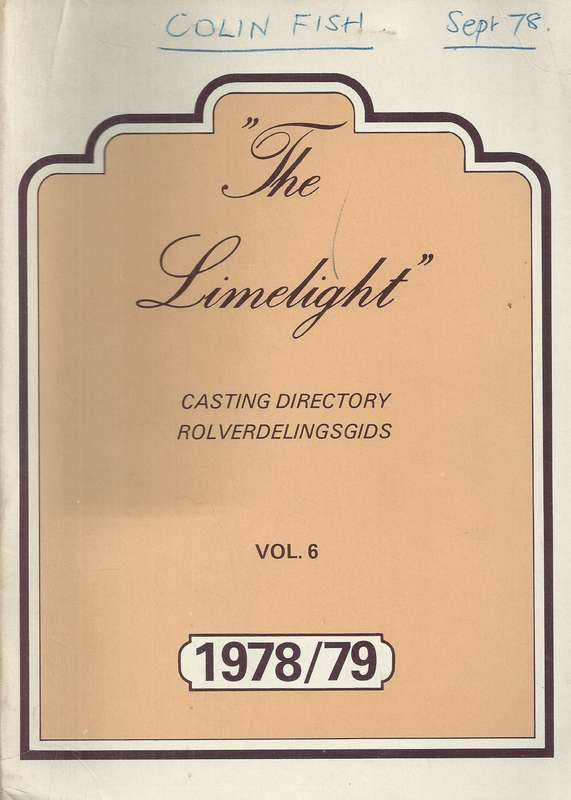 COLIN FISH Sept 78.
"The
Limelight"
CASTING DIRECTORY
ROLVERDELINGSGIDS
VOL. 6
1978/79